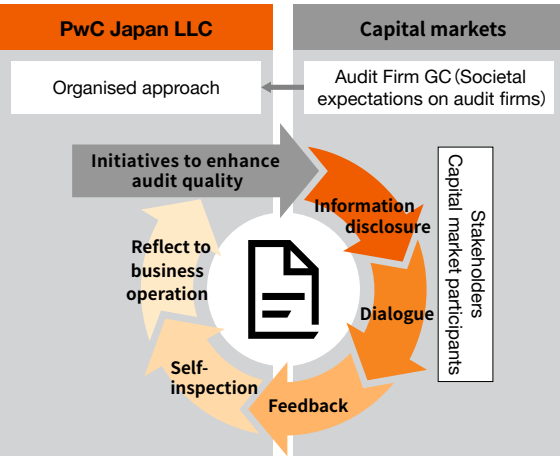 PwC Japan LLC
Capital markets
Organised approach
Audit Firm GC (Societal
expectations on audit firms)
Initiatives to enhance
audit quality
Information
disclosure
Stakeholders
Capital market participants
Dialogue
Feedback
Self-
inspection
Reflect to
business
operation